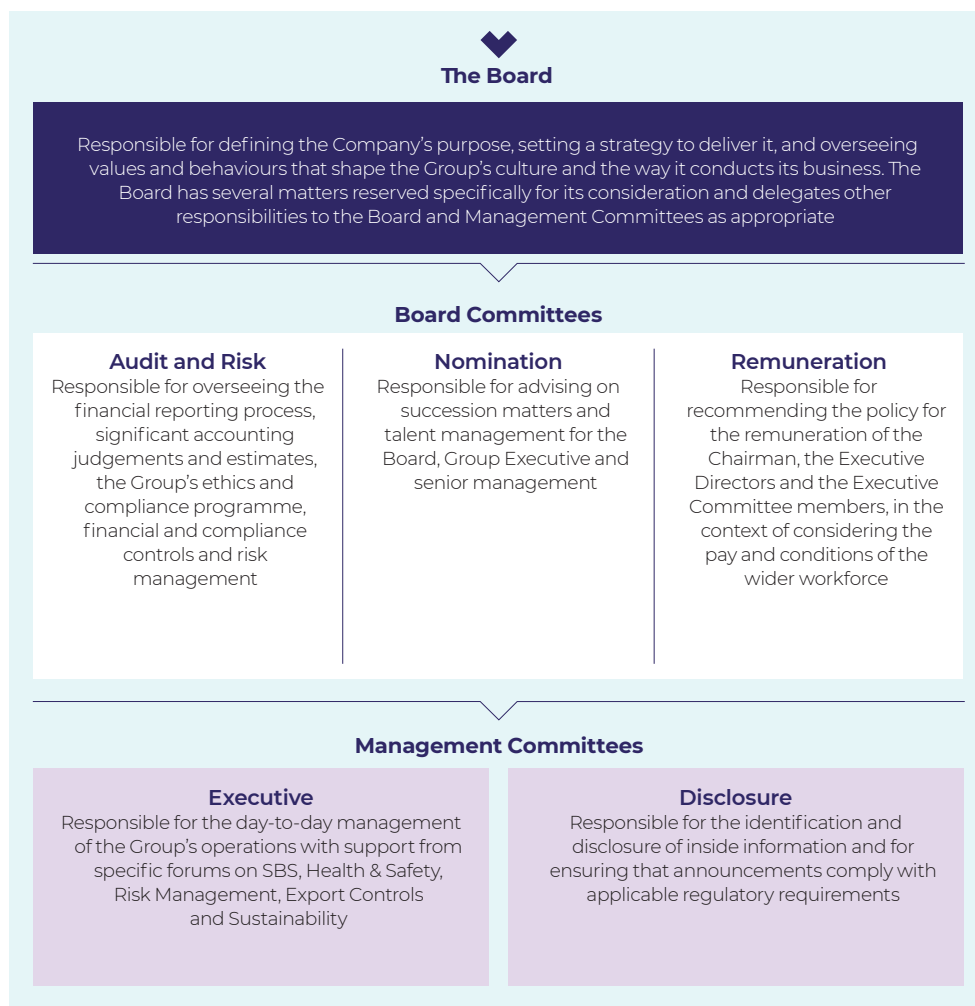 The Board
Responsible for defining the Company's purpose, setting a strategy to deliver it, and overseeing
values and behaviours that shape the Group's culture and the way it conducts its business. The
Board has several matters reserved specifically for its consideration and delegates other
responsibilities to the Board and Management Committees as appropriate
Board Committees
Audit and Risk
Responsible for overseeing the
financial reporting process,
significant accounting
judgements and estimates,
the Group's ethics and
compliance programme,
financial and compliance
controls and risk
management
Nomination
Responsible for advising on
succession matters and
talent management for the
Board, Group Executive and
senior management
Remuneration
Responsible for
recommending the policy for
the remuneration of the
Chairman, the Executive
Directors and the Executive
Committee members, in the
context of considering the
pay and conditions of the
wider workforce
Management Committees
Executive
Responsible for the day-to-day management
of the Group's operations with support from
specific forums on SBS, Health & Safety,
Risk Management, Export Controls
and Sustainability
Disclosure
Responsible for the identification and
disclosure of inside information and for
ensuring that announcements comply with
applicable regulatory requirements